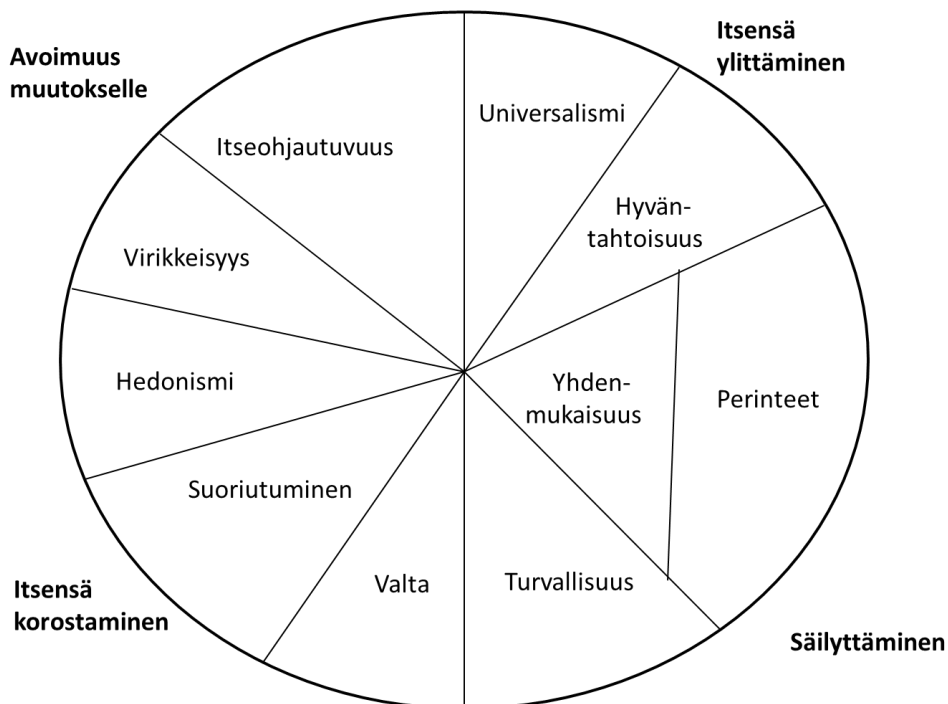 Avoimuus
muutokselle
Itsensä
ylittäminen
Universalismi
Itseohjautuvuus
Hyvän-
tahtoisuus
Virikkeisyys
Hedonismi
Yhden-
mukaisuus
Perinteet
Suoriutuminen
Valta
Turvallisuus
Itsensä
korostaminen
Säilyttäminen